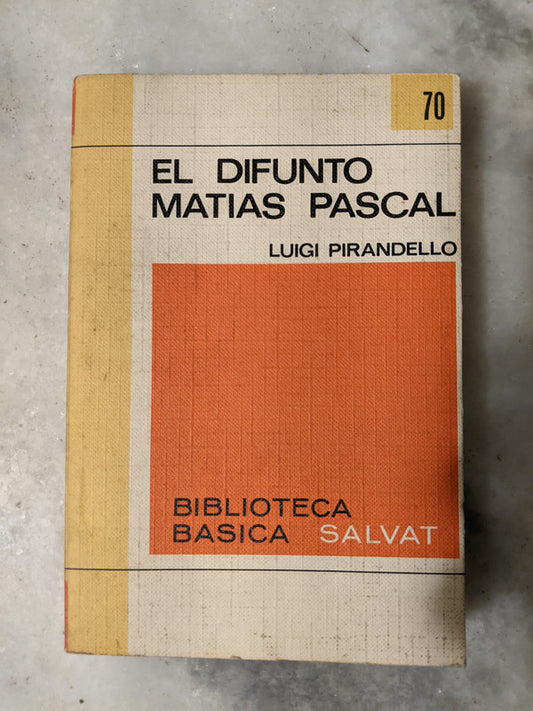 70
EL DIFUNTO
MATIAS PASCAL
LUIGI PIRANDELLO
BIBLIOTECA
BASICA SALVAT